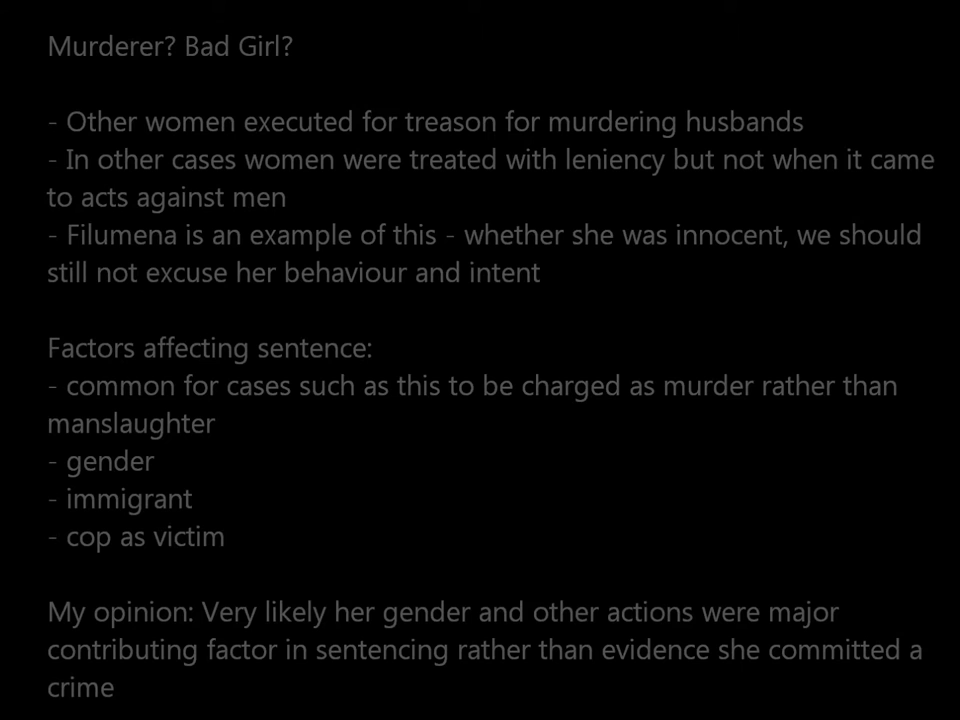 Murderer? Bad Girl?
- Other women executed for treason for murdering husbands
- In other cases women were treated with leniency but not when it came
to acts against men
- Filumena is an example of this - whether she was innocent, we should
still not excuse her behaviour and intent
Factors affecting sentence:
- common for cases such as this to be charged as murder rather than
manslaughter
- gender
- immigrant
- cop as victim
My opinion: Very likely her gender and other actions were major
contributing factor in sentencing rather than evidence she committed a
crime